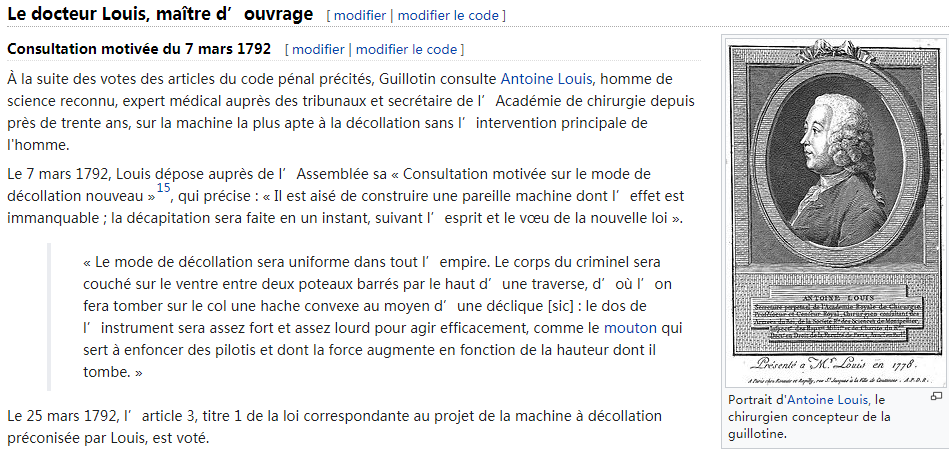 Le docteur Louis, maître d’ouvrage [ modifier | modifier le code ]
Consultation motivée du 7 mars 1792 [ modifier | modifier le code ]
À la suite des votes des articles du code pénal précités, Guillotin consulte Antoine Louis, homme de
science reconnu, expert médical auprès des tribunaux et secrétaire de l’Académie de chirurgie depuis
près de trente ans, sur la machine la plus apte à la décollation sans l’intervention principale de
l'homme.
Le 7 mars 1792, Louis dépose auprès de l’Assemblée sa « Consultation motivée sur le mode de
décollation nouveau »15, qui précise : « Il est aisé de construire une pareille machine dont l’effet est
immanquable ; la décapitation sera faite en un instant, suivant l’esprit et le vœu de la nouvelle loi ».
« Le mode de décollation sera uniforme dans tout l’empire. Le corps du criminel sera
couché sur le ventre entre deux poteaux barrés par le haut d’une traverse, d’où l’on
fera tomber sur le col une hache convexe au moyen d’une déclique [sic] : le dos de
l’instrument sera assez fort et assez lourd pour agir efficacement, comme le mouton qui
sert à enfoncer des pilotis et dont la force augmente en fonction de la hauteur dont il
tombe. »
Le 25 mars 1792, l’article 3, titre 1 de la loi correspondante au projet de la machine à décollation
préconisée par Louis, est voté.
ANTOINE LOUIS
Présenté a Mr. Louis en 1778.
Portrait d'Antoine Louis, le
chirurgien concepteur de la
guillotine.